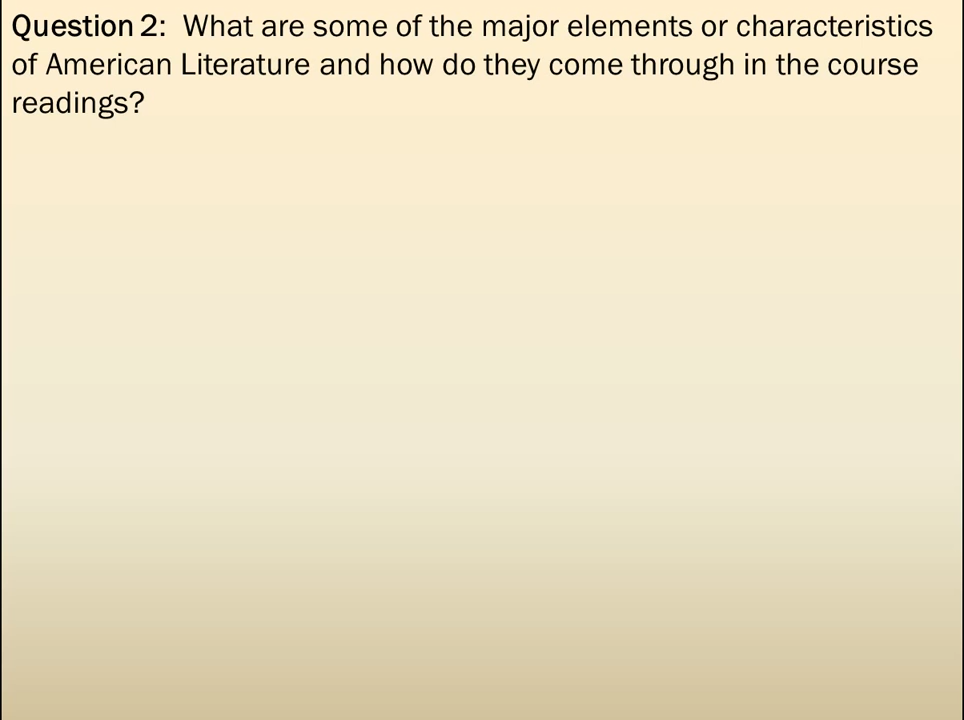 Question 2:  What are some of the major elements or characteristics
of American Literature and how do they come through in the course
readings?